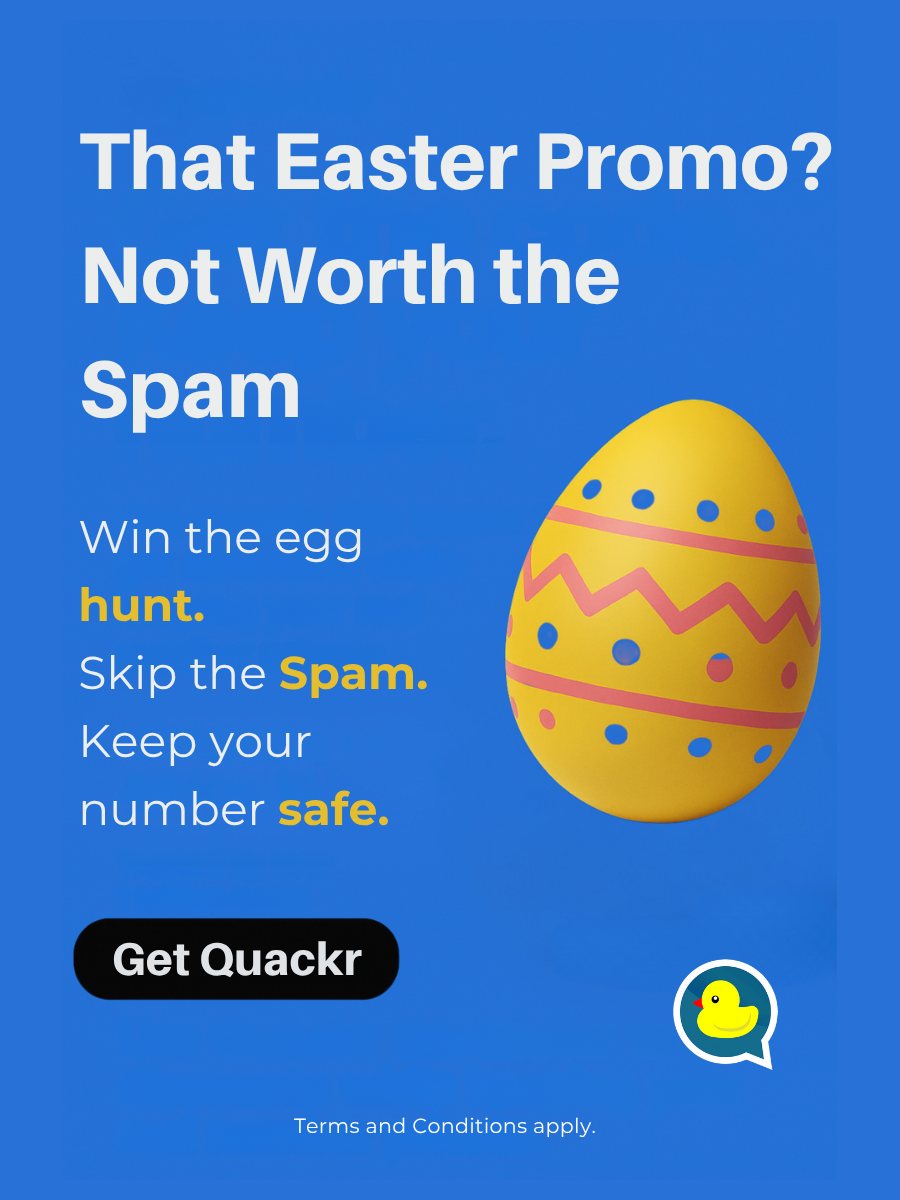 That Easter Promo?
Not Worth the
Spam
Win the egg
hunt.
Skip the Spam.
Keep your
number safe.
Get Quackr
Terms and Conditions apply.